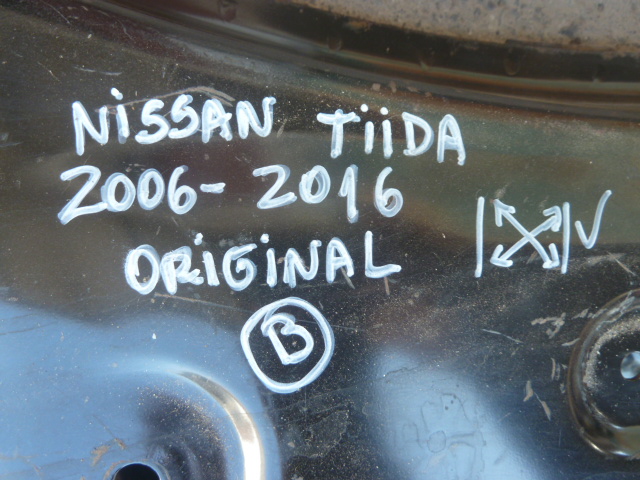 NiSSAN TiiDA
2006-2016
ORiGiNAL
B